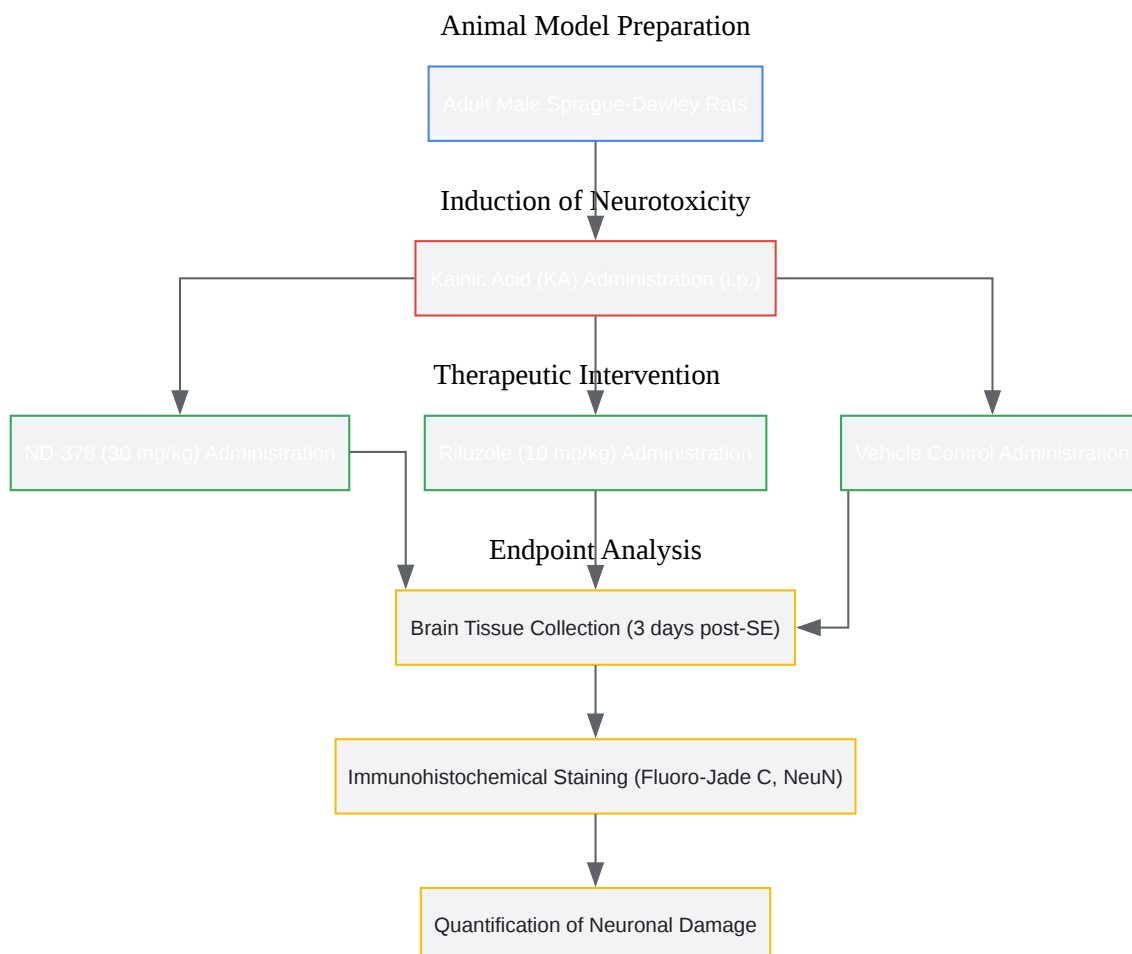 Animal Model Preparation
Adult Male Sprague-Dawley Rats
Induction of Neurotoxicity
Kainic Acid (KA) Administration (i.p.)
Therapeutic Intervention
ND-378 (30 mg/kg) Administration
Riluzole (10 mg/kg) Administration
Vehicle Control Administration
Endpoint Analysis
Brain Tissue Collection (3 days post-SE)
Immunohistochemical Staining (Fluoro-Jade C, NeuN)
Quantification of Neuronal Damage